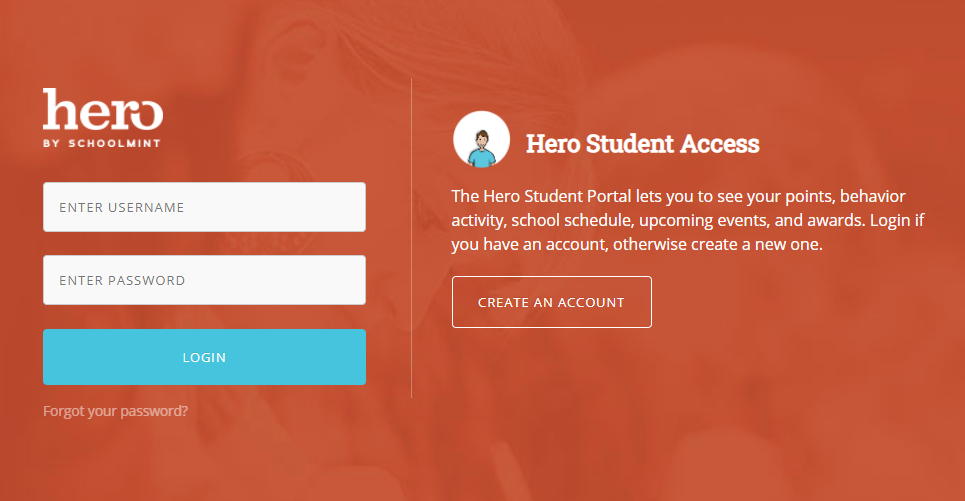 hero
BY SCHOOLMINT
ENTER USERNAME
ENTER PASSWORD
LOGIN
Forgot your password?
Hero Student Access
The Hero Student Portal lets you to see your points, behavior
activity, school schedule, upcoming events, and awards. Login if
you have an account, otherwise create a new one.
CREATE AN ACCOUNT